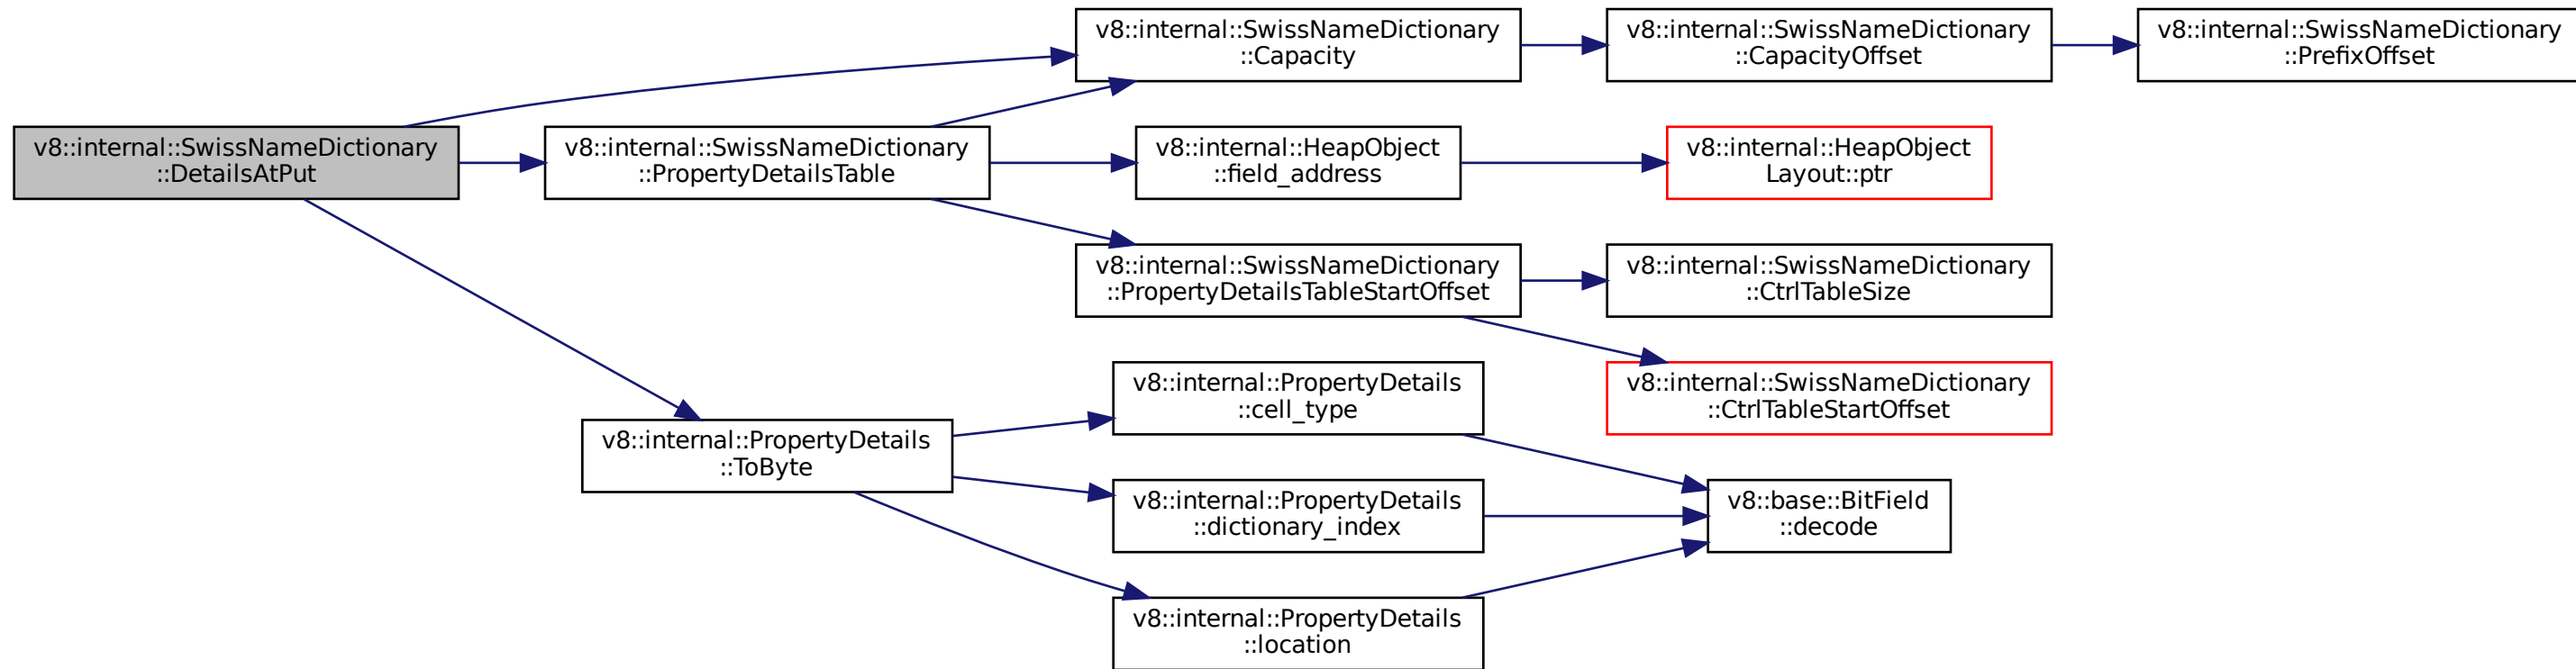 v8::internal::SwissNameDictionary
::DetailsAtPut
v8::internal::SwissNameDictionary
::PropertyDetailsTable
v8::internal::SwissNameDictionary
::Capacity
v8::internal::SwissNameDictionary
::CapacityOffset
v8::internal::SwissNameDictionary
::PrefixOffset
v8::internal::HeapObject
::field_address
v8::internal::HeapObject
Layout::ptr
v8::internal::SwissNameDictionary
::PropertyDetailsTableStartOffset
v8::internal::SwissNameDictionary
::CtrlTableSize
v8::internal::SwissNameDictionary
::CtrlTableStartOffset
v8::internal::PropertyDetails
::ToByte
v8::internal::PropertyDetails
::cell_type
v8::internal::PropertyDetails
::dictionary_index
v8::internal::PropertyDetails
::location
v8::base::BitField
::decode